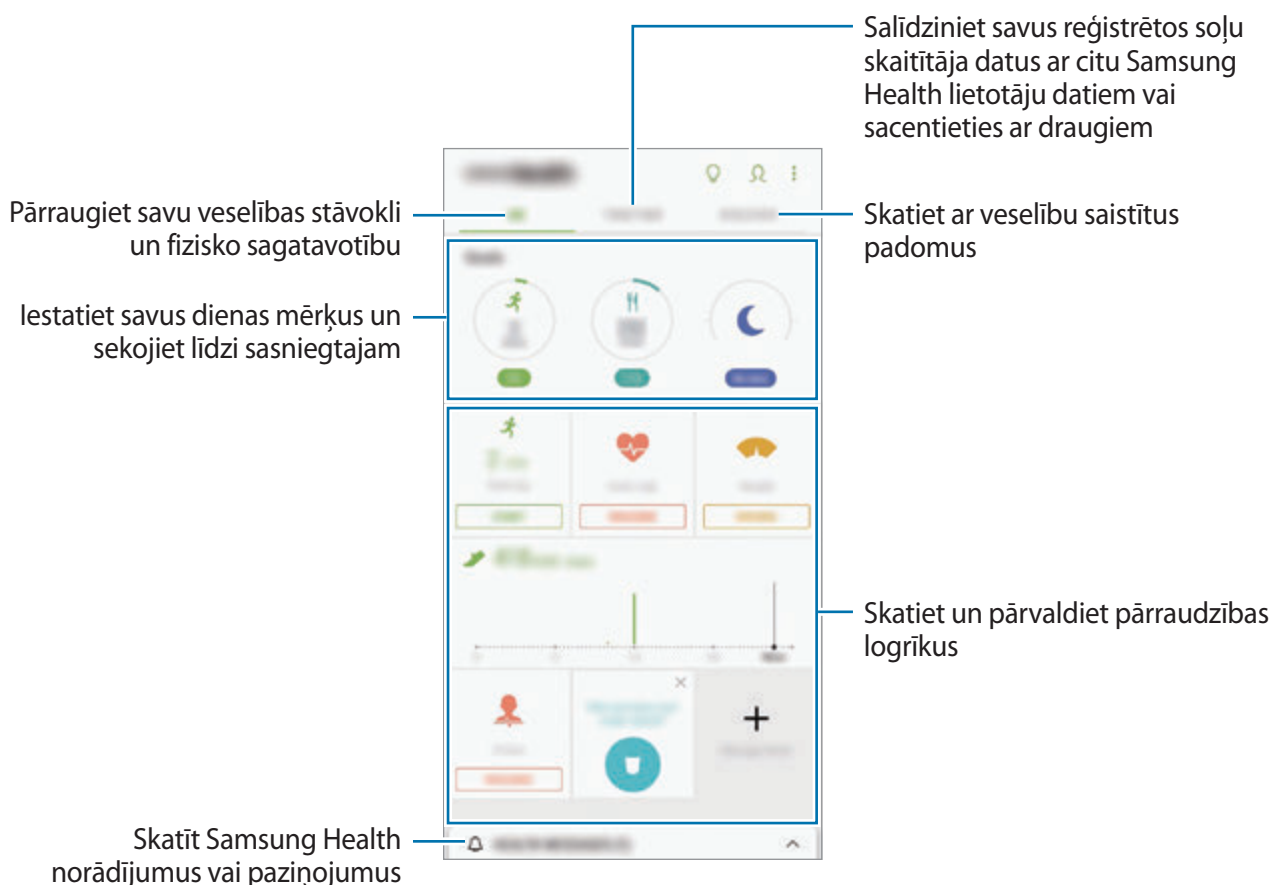 Salīdziniet savus reģistrētos soļu
skaitītāja datus ar citu Samsung
Health lietotāju datiem vai
sacentieties ar draugiem
Pārraugiet savu veselības stāvokli
un fizisko sagatavotību
Skatiet ar veselību saistītus
padomus
Iestatiet savus dienas mērķus un
sekojiet līdzi sasniegtajam
Skatiet un pārvaldiet pārraudzības
logrīkus
Skatīt Samsung Health
norādījumus vai paziņojumus